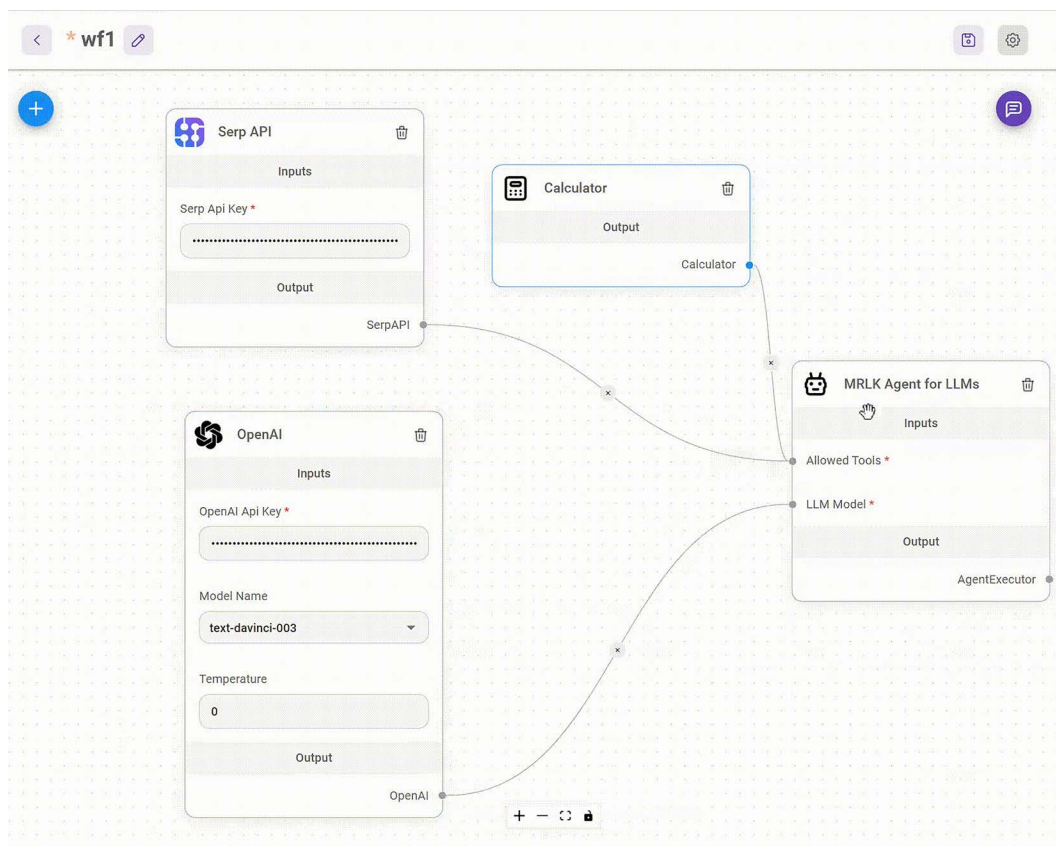 * wf1
Serp API
Inputs
Serp Api Key *
••••••••••••••••••••••••••••••••••••••••••••••••
Output
SerpAPI
Calculator
Output
Calculator
OpenAI
Inputs
OpenAI Api Key *
••••••••••••••••••••••••••••••••••••••••••••••••
Model Name
text-davinci-003
Temperature
0
Output
OpenAI
MRLK Agent for LLMs
Inputs
Allowed Tools *
LLM Model *
Output
AgentExecutor